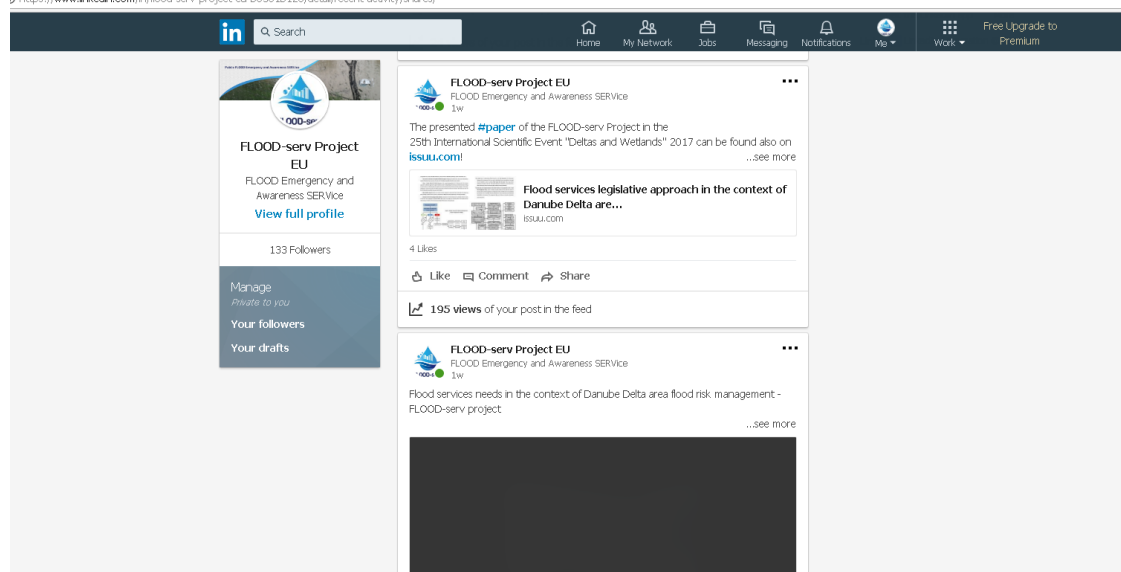 in
Search
Home
My Network
Jobs
Messaging
Notifications
Me
Work
Free Upgrade to
Premium
FLOOD-serv Project
EU
FLOOD Emergency and
Awareness SERVice
View full profile
133 Followers
Manage
Private to you
Your followers
Your drafts
FLOOD-serv Project EU
FLOOD Emergency and Awareness SERVice
1w
The presented #paper of the FLOOD-serv Project in the
25th International Scientific Event "Deltas and Wetlands" 2017 can be found also on
issuu.com!
...see more
Flood services legislative approach in the context of
Danube Delta are...
issuu.com
4 Likes
Like
Comment
Share
195 views of your post in the feed
FLOOD-serv Project EU
FLOOD Emergency and Awareness SERVice
1w
Flood services needs in the context of Danube Delta area flood risk management -
FLOOD-serv project
...see more